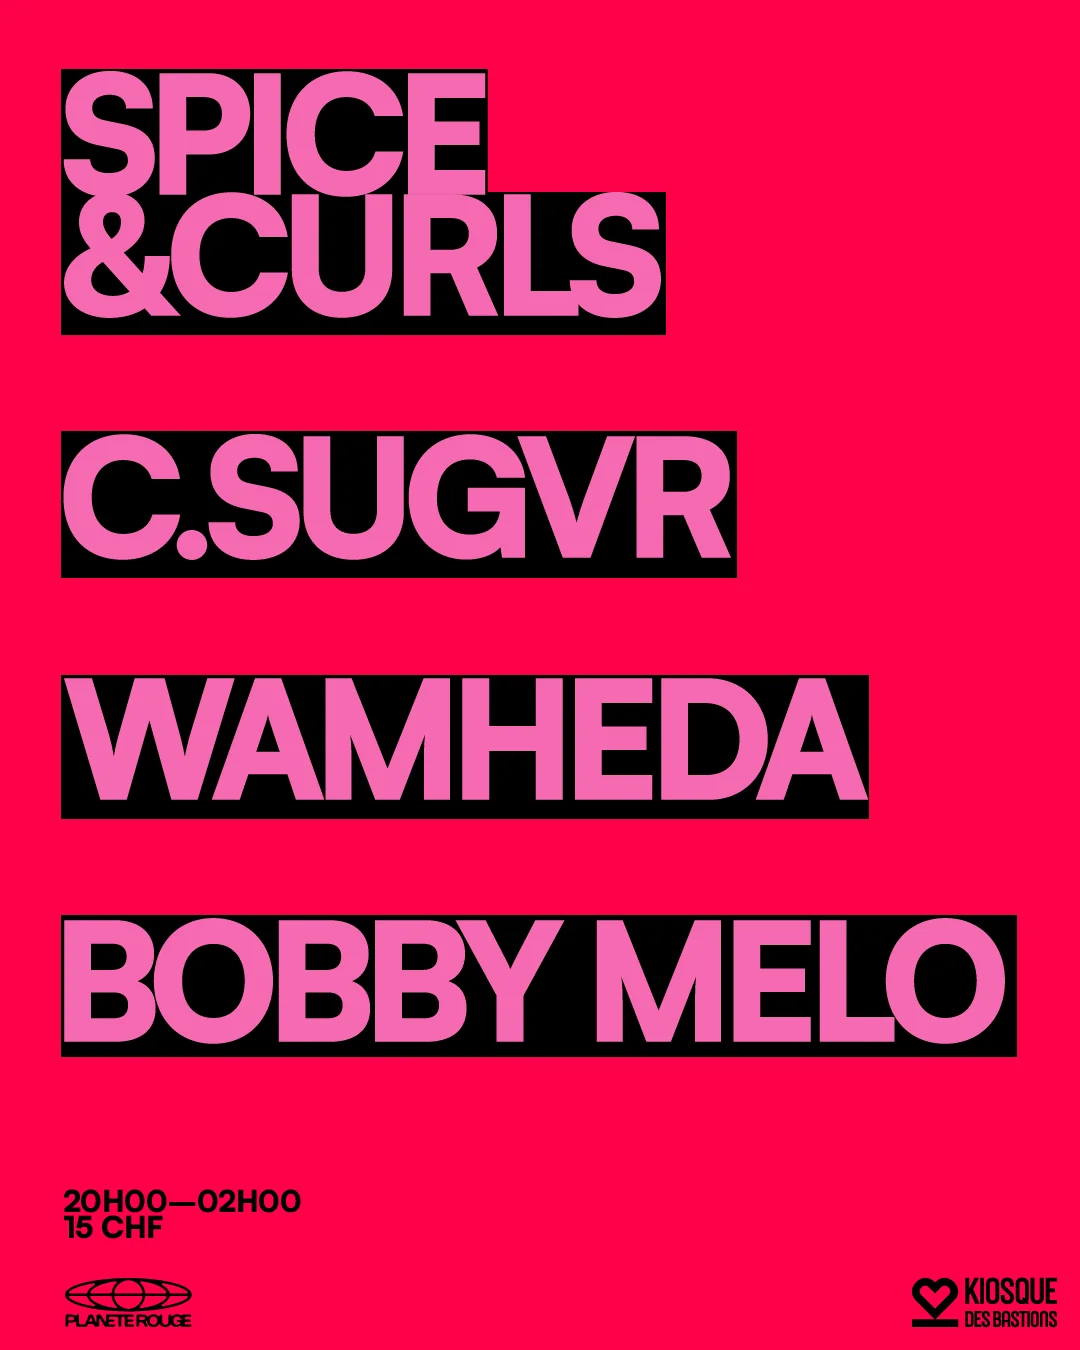 SPICE
&CURLS
C.SUGVR
WAMHEDA
BOBBY MELO
20H00—02H00
15 CHF
PLANETE ROUGE
KIOSQUE
DES BASTIONS